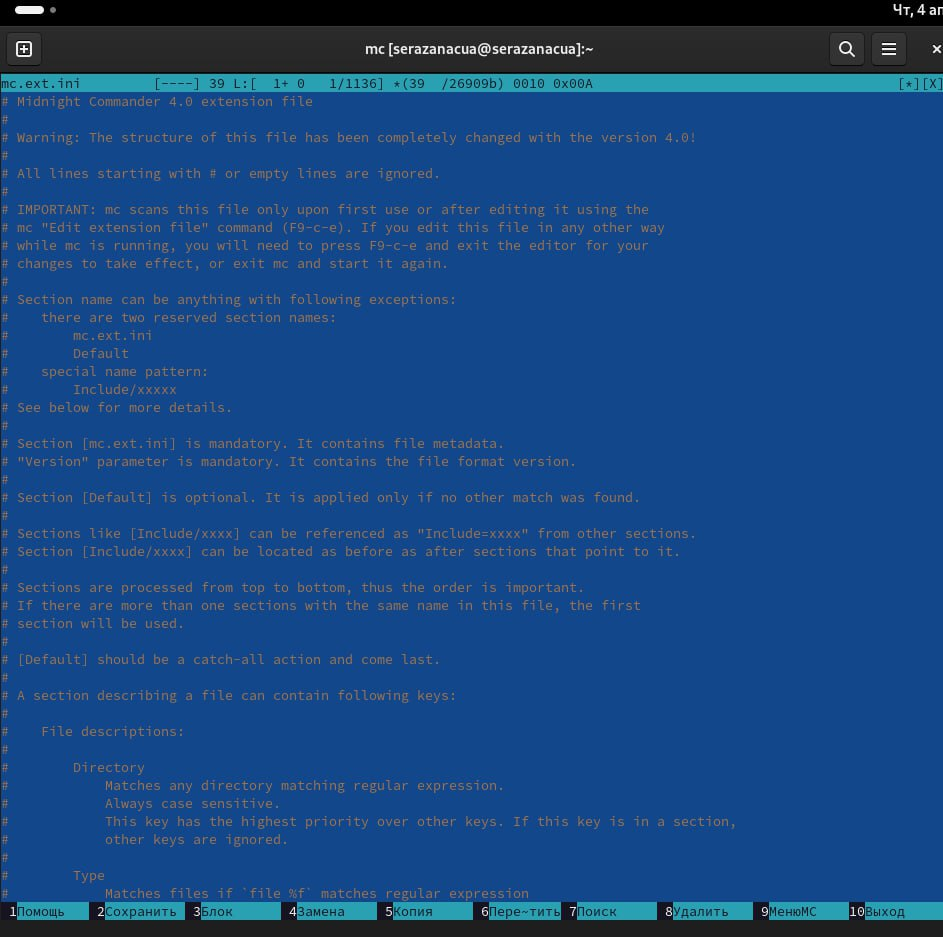 Чт, 4 ап
mc [serazanacua@serazanacua]:~
mc.ext.ini [----] 39 L:[ 1+ 0 1/1136] *(39 /26909b) 0010 0x00A [*][X]
# Midnight Commander 4.0 extension file
#
# Warning: The structure of this file has been completely changed with the version 4.0!
#
# All lines starting with # or empty lines are ignored.
#
# IMPORTANT: mc scans this file only upon first use or after editing it using the
# mc "Edit extension file" command (F9-c-e). If you edit this file in any other way
# while mc is running, you will need to press F9-c-e and exit the editor for your
# changes to take effect, or exit mc and start it again.
#
# Section name can be anything with following exceptions:
#    there are two reserved section names:
#        mc.ext.ini
#        Default
#    special name pattern:
#        Include/xxxxx
# See below for more details.
#
# Section [mc.ext.ini] is mandatory. It contains file metadata.
# "Version" parameter is mandatory. It contains the file format version.
#
# Section [Default] is optional. It is applied only if no other match was found.
#
# Sections like [Include/xxxx] can be referenced as "Include=xxxx" from other sections.
# Section [Include/xxxx] can be located as before as after sections that point to it.
#
# Sections are processed from top to bottom, thus the order is important.
# If there are more than one sections with the same name in this file, the first
# section will be used.
#
# [Default] should be a catch-all action and come last.
#
# A section describing a file can contain following keys:
#
#    File descriptions:
#
#        Directory
#            Matches any directory matching regular expression.
#            Always case sensitive.
#            This key has the highest priority over other keys. If this key is in a section,
#            other keys are ignored.
#
#        Type
#            Matches files if `file %f` matches regular expression
1Помощь 2Сохранить 3Блок 4Замена 5Копия 6Пере~тить 7Поиск 8Удалить 9МенюMC 10Выход